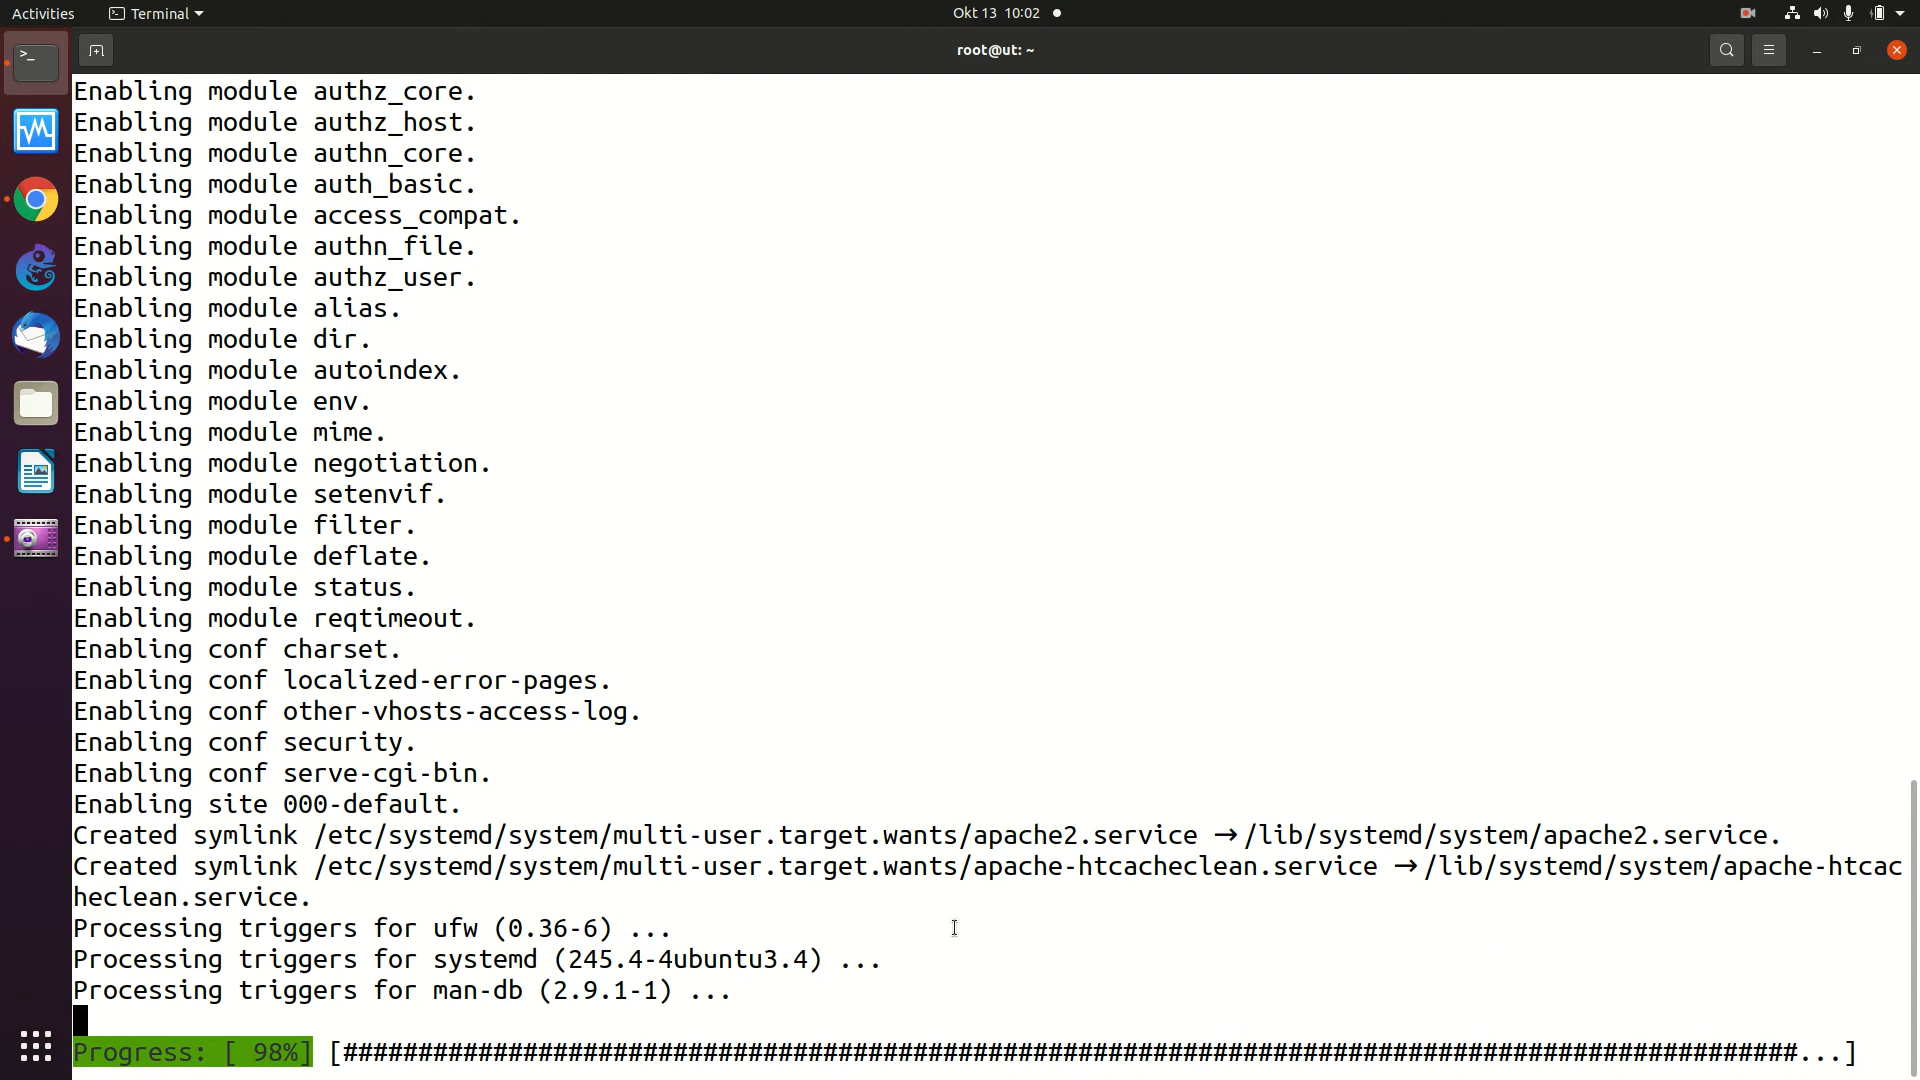 Activities
Terminal
Okt 13 10:02
root@ut: ~
Enabling module authz_core.
Enabling module authz_host.
Enabling module authn_core.
Enabling module auth_basic.
Enabling module access_compat.
Enabling module authn_file.
Enabling module authz_user.
Enabling module alias.
Enabling module dir.
Enabling module autoindex.
Enabling module env.
Enabling module mime.
Enabling module negotiation.
Enabling module setenvif.
Enabling module filter.
Enabling module deflate.
Enabling module status.
Enabling module reqtimeout.
Enabling conf charset.
Enabling conf localized-error-pages.
Enabling conf other-vhosts-access-log.
Enabling conf security.
Enabling conf serve-cgi-bin.
Enabling site 000-default.
Created symlink /etc/systemd/system/multi-user.target.wants/apache2.service → /lib/systemd/system/apache2.service.
Created symlink /etc/systemd/system/multi-user.target.wants/apache-htcacheclean.service → /lib/systemd/system/apache-htcac
heclean.service.
Processing triggers for ufw (0.36-6) ...
Processing triggers for systemd (245.4-4ubuntu3.4) ...
Processing triggers for man-db (2.9.1-1) ...
Progress: [ 98%] [#################################################################################################...]